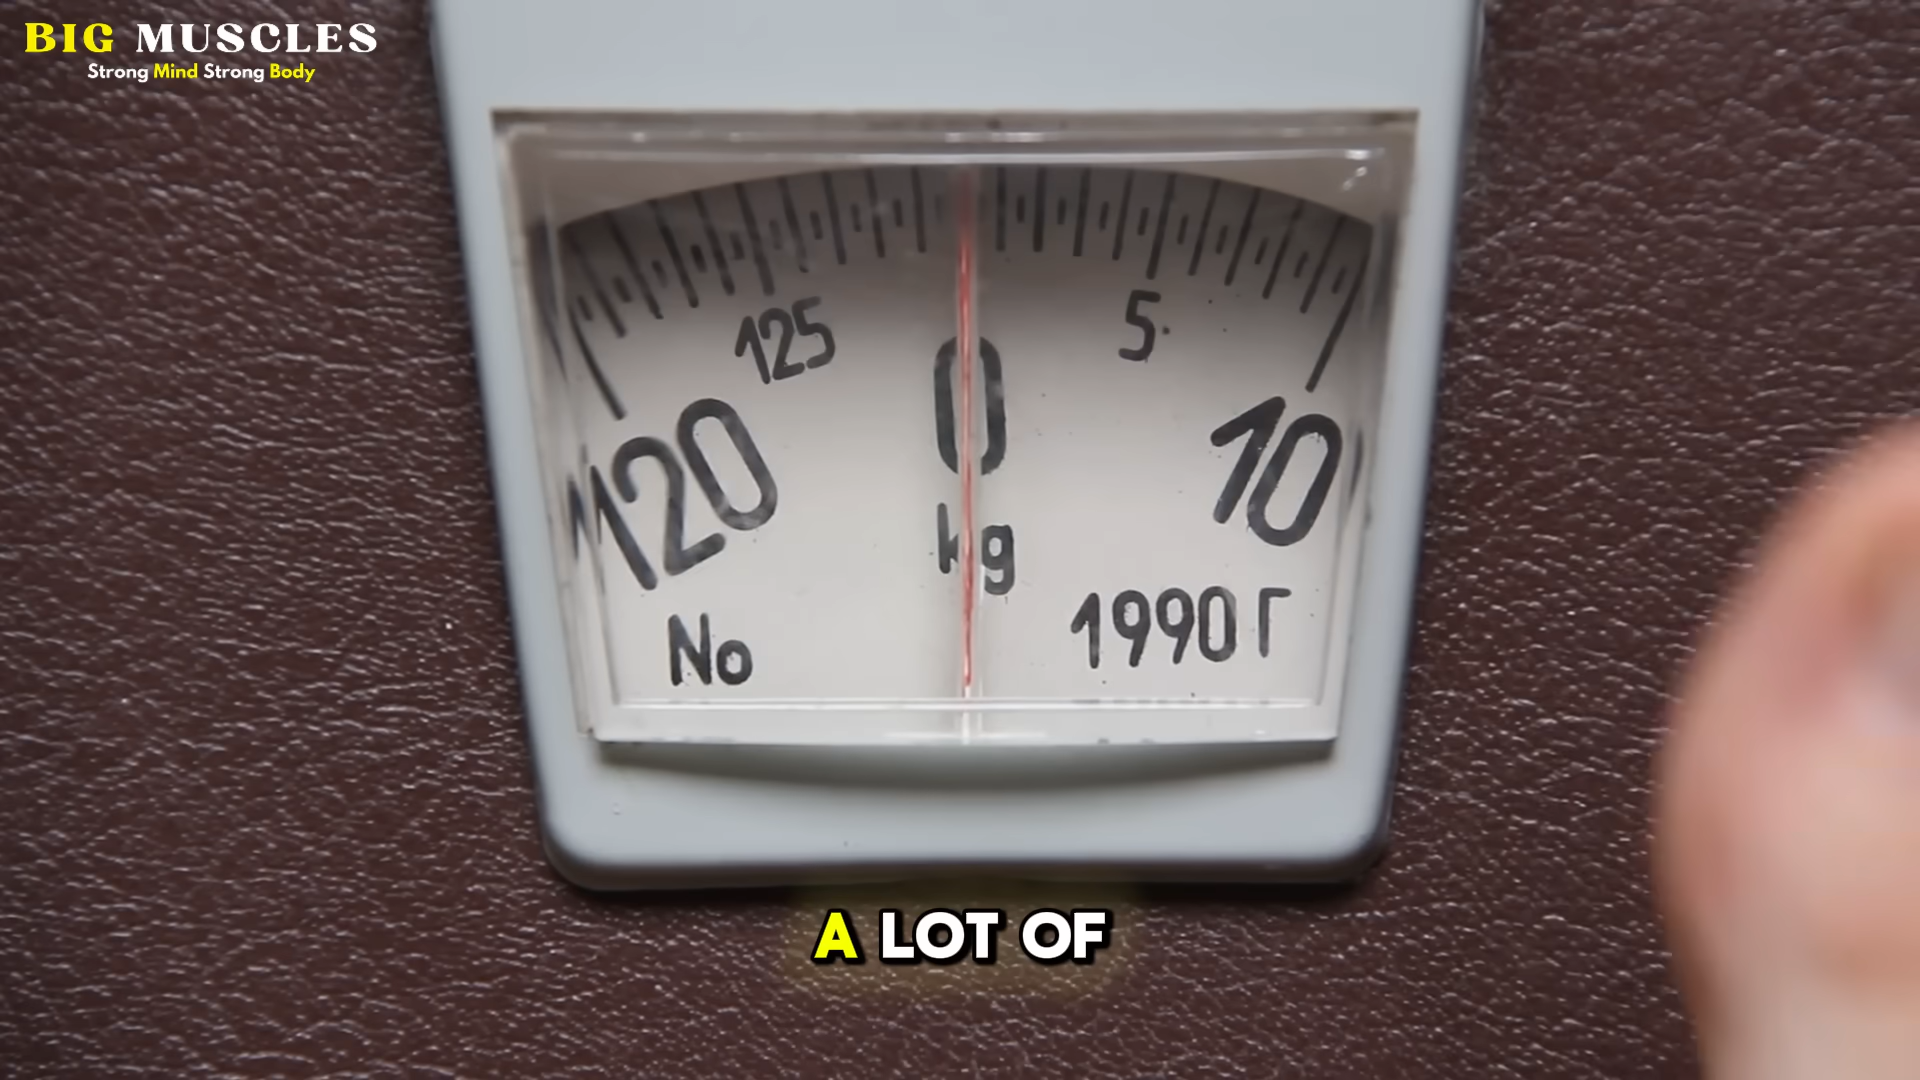 BIG MUSCLES
Strong Mind Strong Body
125 0 5
120 10
kg
No 1990 Г
A LOT OF